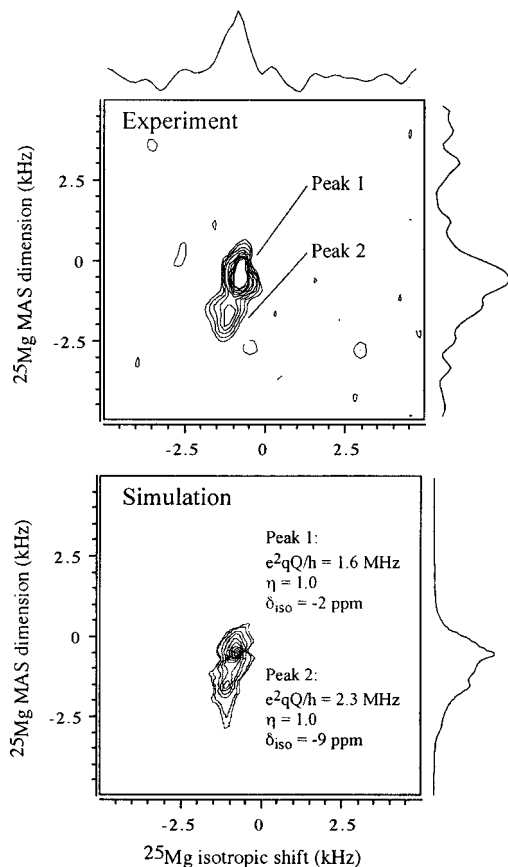 Experiment
Peak 1
Peak 2
2.5
0
-2.5
25Mg MAS dimension (kHz)
-2.5
0
2.5
Simulation
Peak 1:
e²qQ/h = 1.6 MHz
η = 1.0
δiso = -2 ppm
Peak 2:
e²qQ/h = 2.3 MHz
η = 1.0
δiso = -9 ppm
2.5
0
-2.5
25Mg MAS dimension (kHz)
-2.5
0
2.5
25Mg isotropic shift (kHz)